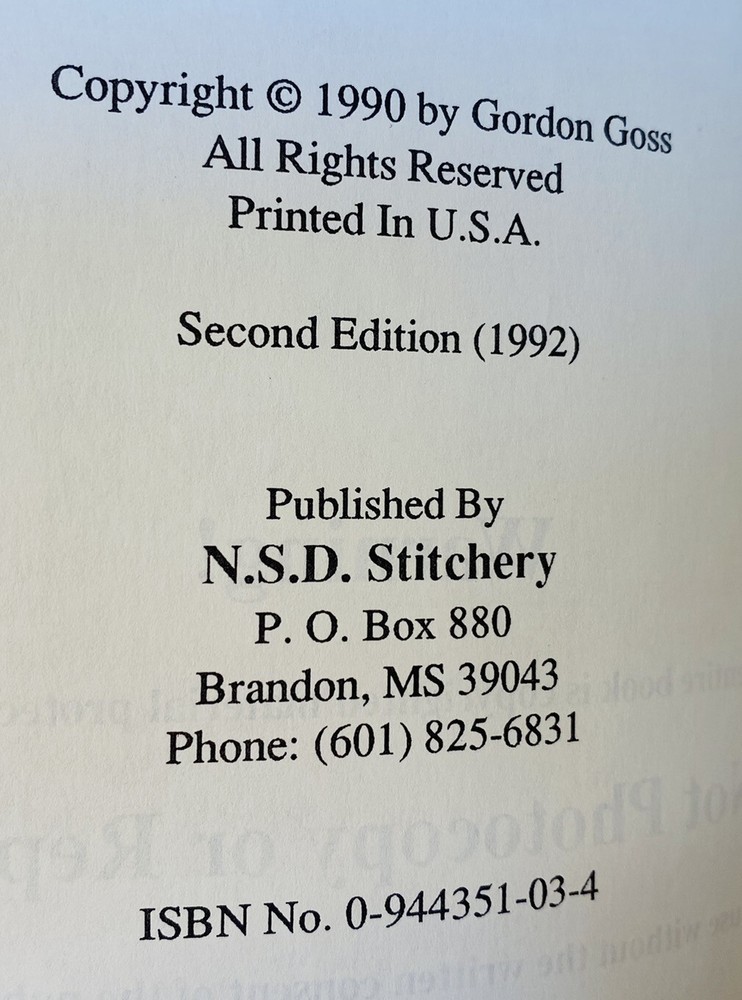 Copyright © 1990 by Gordon Goss
All Rights Reserved
Printed In U.S.A.
Second Edition (1992)
Published By
N.S.D. Stitchery
P. O. Box 880
Brandon, MS 39043
Phone: (601) 825-6831
ISBN No. 0-944351-03-4